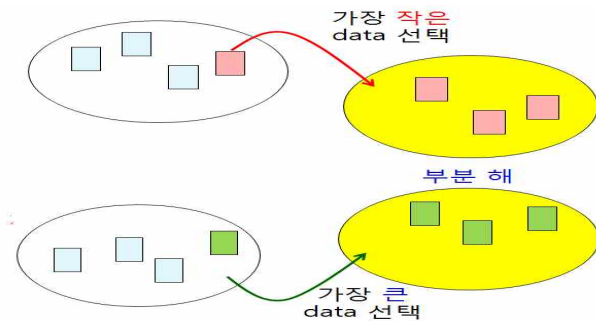 가장 작은
data 선택
부분 해
가장 큰
data 선택